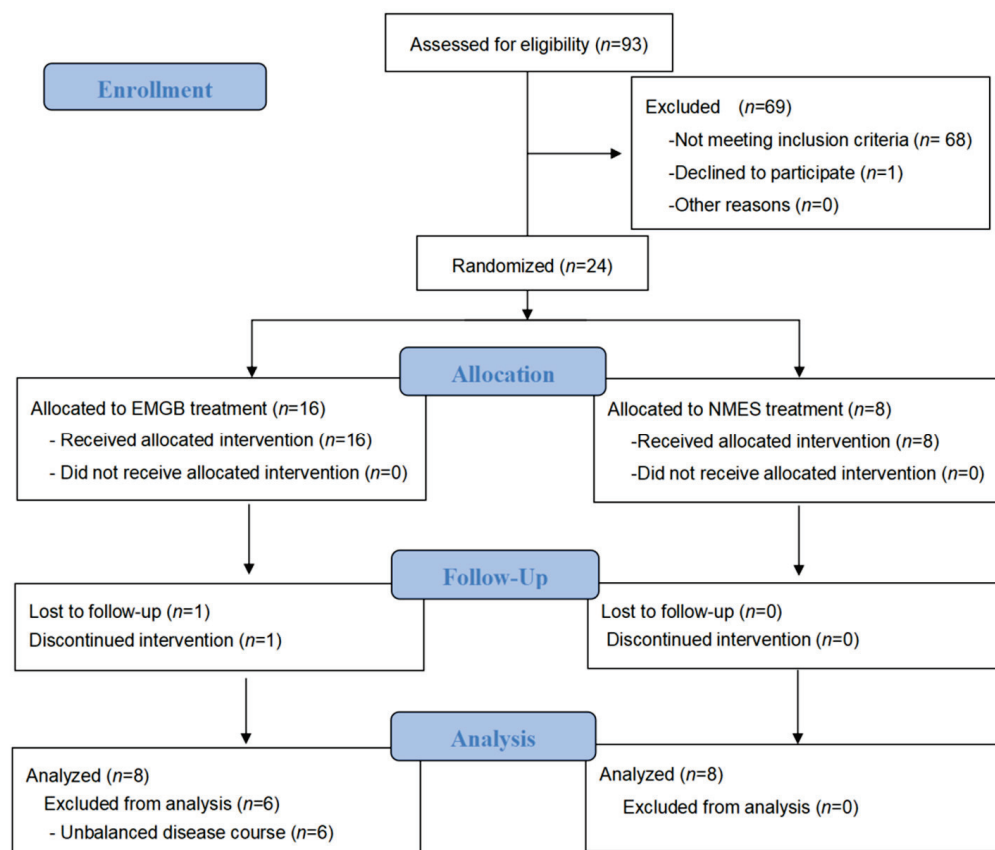 Assessed for eligibility (n=93)
Enrollment
Excluded (n=69)
-Not meeting inclusion criteria (n= 68)
-Declined to participate (n=1)
-Other reasons (n=0)
Randomized (n=24)
Allocation
Allocated to EMGB treatment (n=16)
- Received allocated intervention (n=16)
- Did not receive allocated intervention (n=0)
Allocated to NMES treatment (n=8)
-Received allocated intervention (n=8)
-Did not receive allocated intervention (n=0)
Follow-Up
Lost to follow-up (n=1)
Discontinued intervention (n=1)
Lost to follow-up (n=0)
Discontinued intervention (n=0)
Analysis
Analyzed (n=8)
Excluded from analysis (n=6)
- Unbalanced disease course (n=6)
Analyzed (n=8)
Excluded from analysis (n=0)